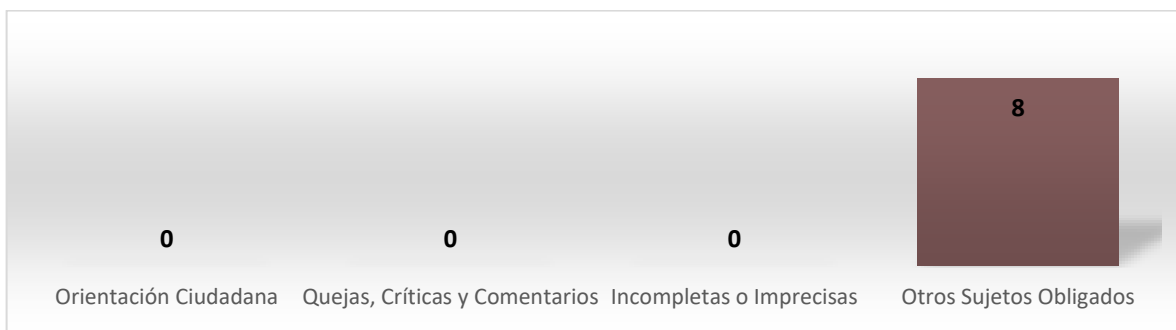 8
0 0 0
Orientación Ciudadana Quejas, Críticas y Comentarios Incompletas o Imprecisas Otros Sujetos Obligados